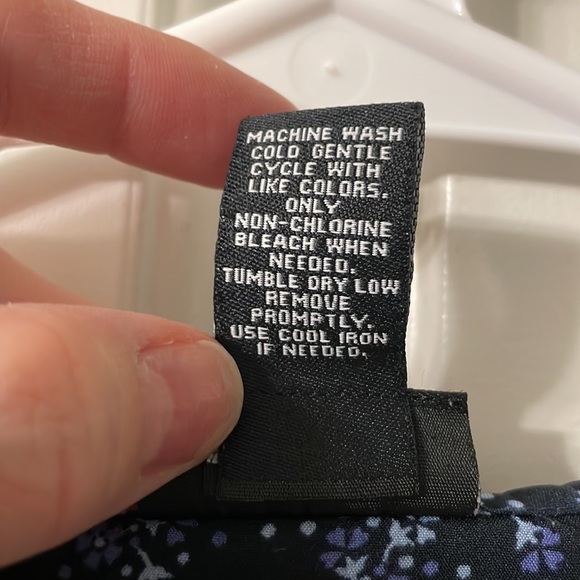 MACHINE WASH
COLD GENTLE
CYCLE WITH
LIKE COLORS.
ONLY
NON-CHLORINE
BLEACH WHEN
NEEDED.
TUMBLE DRY LOW
REMOVE
PROMPTLY.
USE COOL IRON
IF NEEDED.